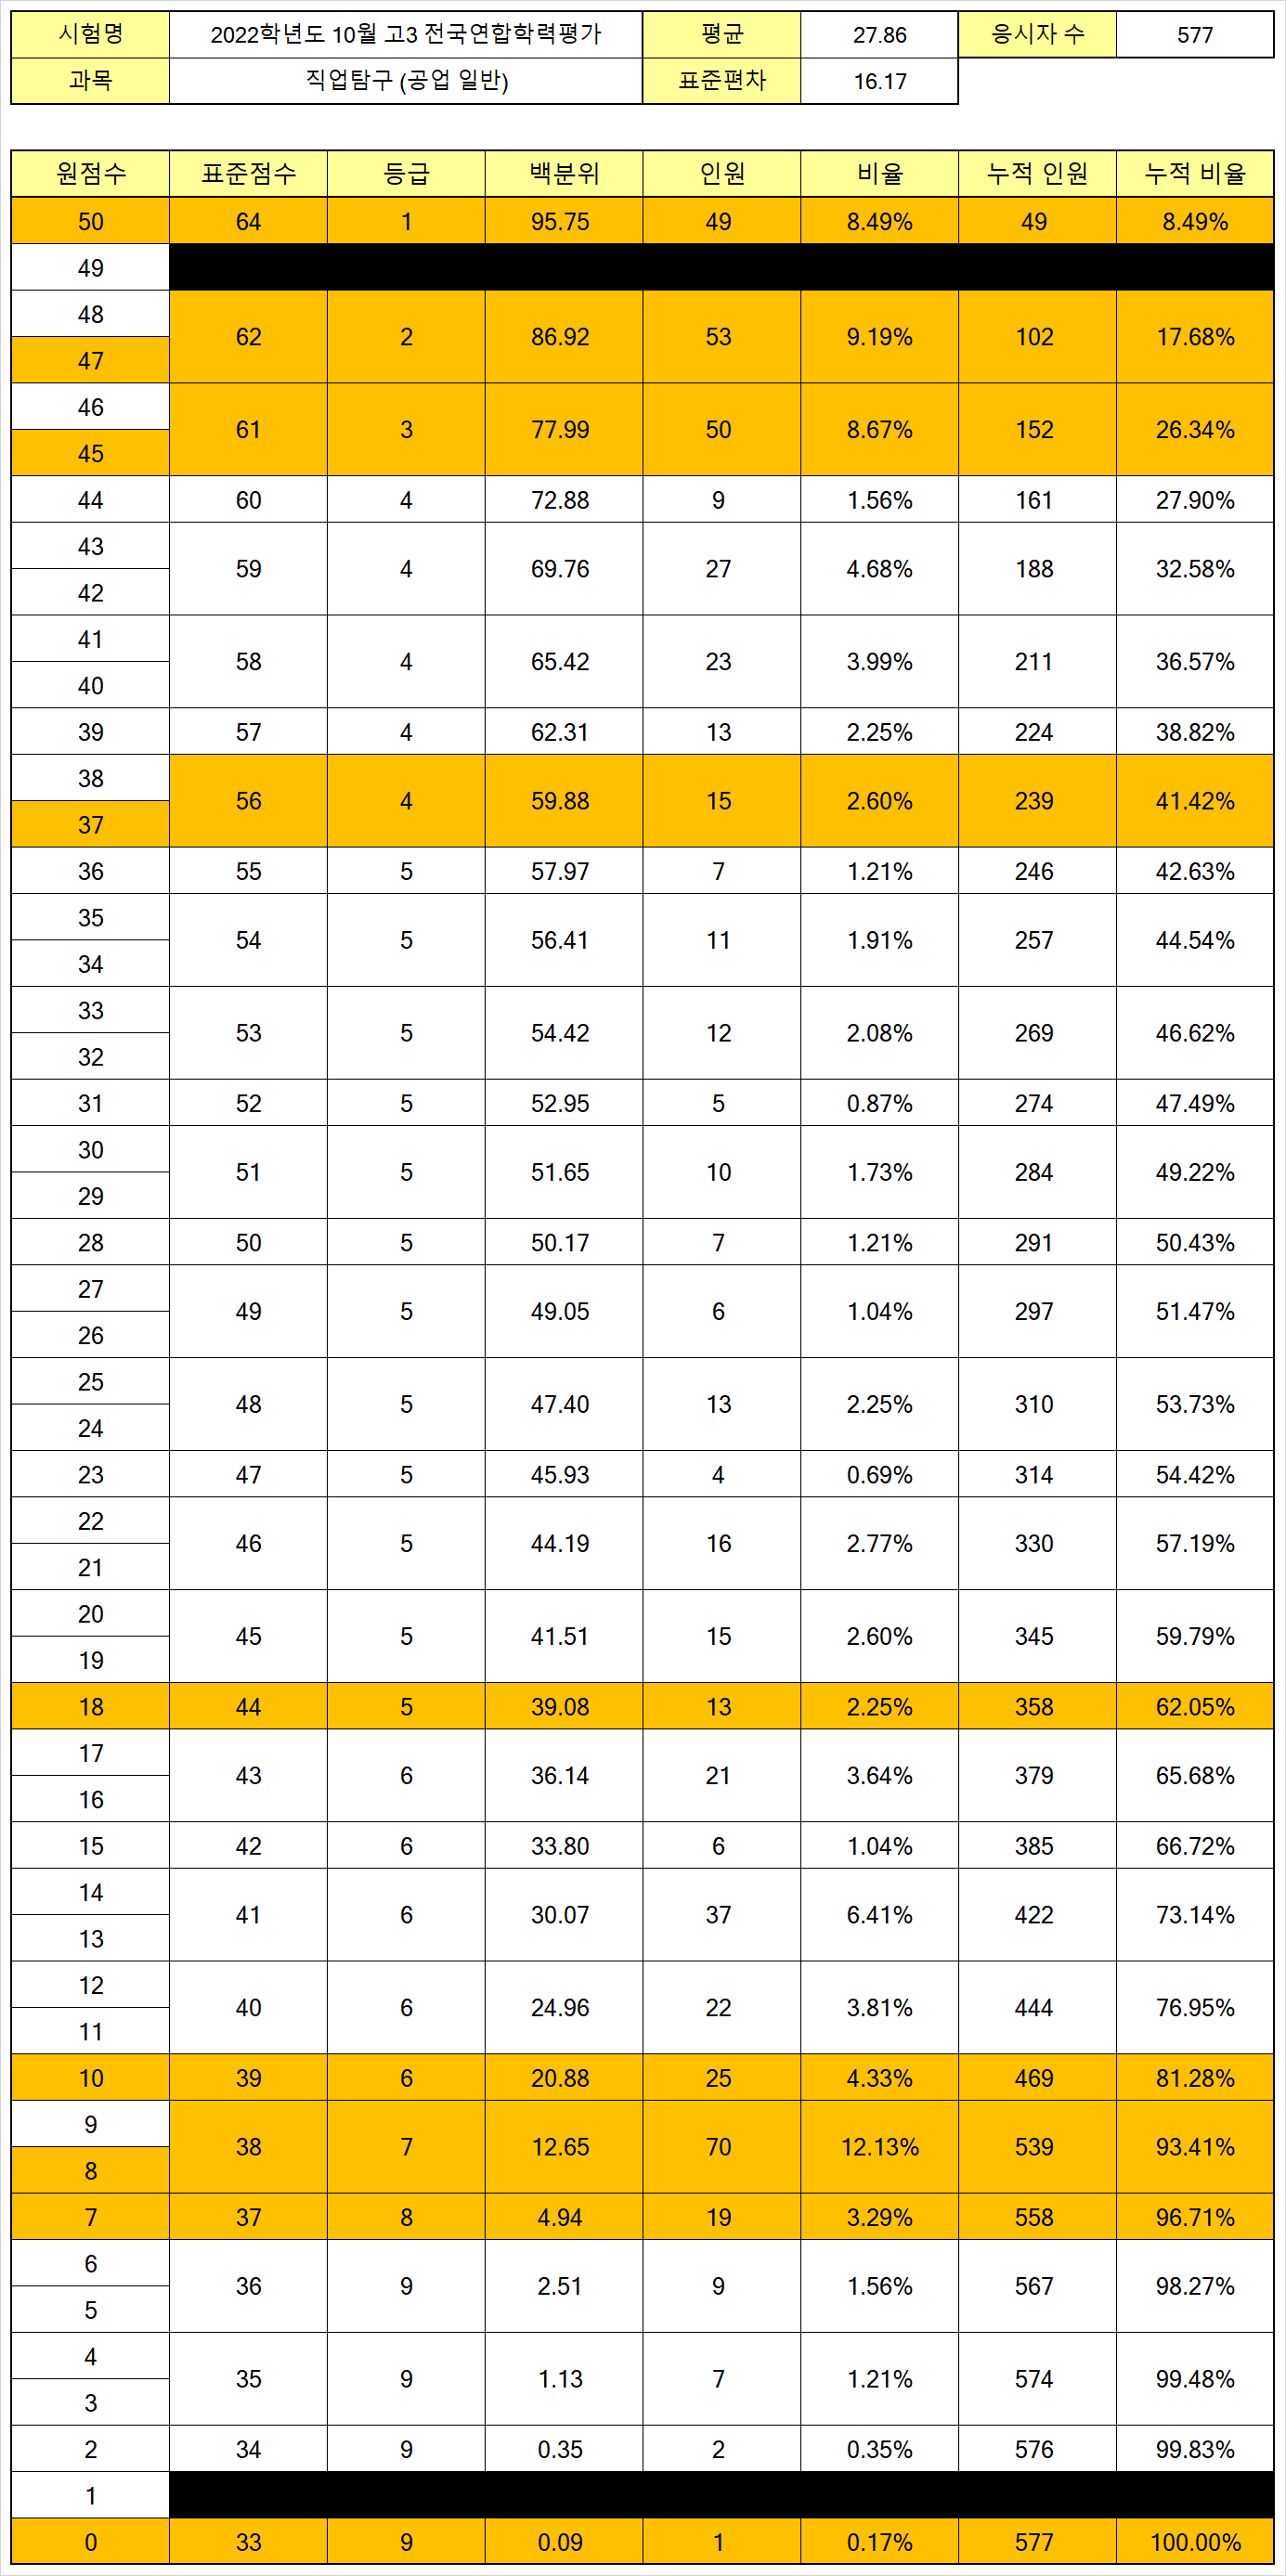 시험명 2022학년도 10월 고3 전국연합학력평가 평균 27.86 응시자 수 577
과목 직업탐구 (공업 일반) 표준편차 16.17
원점수 표준점수 등급 백분위 인원 비율 누적 인원 누적 비율
50 64 1 95.75 49 8.49% 49 8.49%
49
48
62 2 86.92 53 9.19% 102 17.68%
47
46
61 3 77.99 50 8.67% 152 26.34%
45
44 60 4 72.88 9 1.56% 161 27.90%
43
59 4 69.76 27 4.68% 188 32.58%
42
41
58 4 65.42 23 3.99% 211 36.57%
40
39 57 4 62.31 13 2.25% 224 38.82%
38
56 4 59.88 15 2.60% 239 41.42%
37
36 55 5 57.97 7 1.21% 246 42.63%
35
54 5 56.41 11 1.91% 257 44.54%
34
33
53 5 54.42 12 2.08% 269 46.62%
32
31 52 5 52.95 5 0.87% 274 47.49%
30
51 5 51.65 10 1.73% 284 49.22%
29
28 50 5 50.17 7 1.21% 291 50.43%
27
49 5 49.05 6 1.04% 297 51.47%
26
25
48 5 47.40 13 2.25% 310 53.73%
24
23 47 5 45.93 4 0.69% 314 54.42%
22
46 5 44.19 16 2.77% 330 57.19%
21
20
45 5 41.51 15 2.60% 345 59.79%
19
18 44 5 39.08 13 2.25% 358 62.05%
17
43 6 36.14 21 3.64% 379 65.68%
16
15 42 6 33.80 6 1.04% 385 66.72%
14
41 6 30.07 37 6.41% 422 73.14%
13
12
40 6 24.96 22 3.81% 444 76.95%
11
10 39 6 20.88 25 4.33% 469 81.28%
9
38 7 12.65 70 12.13% 539 93.41%
8
7 37 8 4.94 19 3.29% 558 96.71%
6
36 9 2.51 9 1.56% 567 98.27%
5
4
35 9 1.13 7 1.21% 574 99.48%
3
2 34 9 0.35 2 0.35% 576 99.83%
1
0 33 9 0.09 1 0.17% 577 100.00%